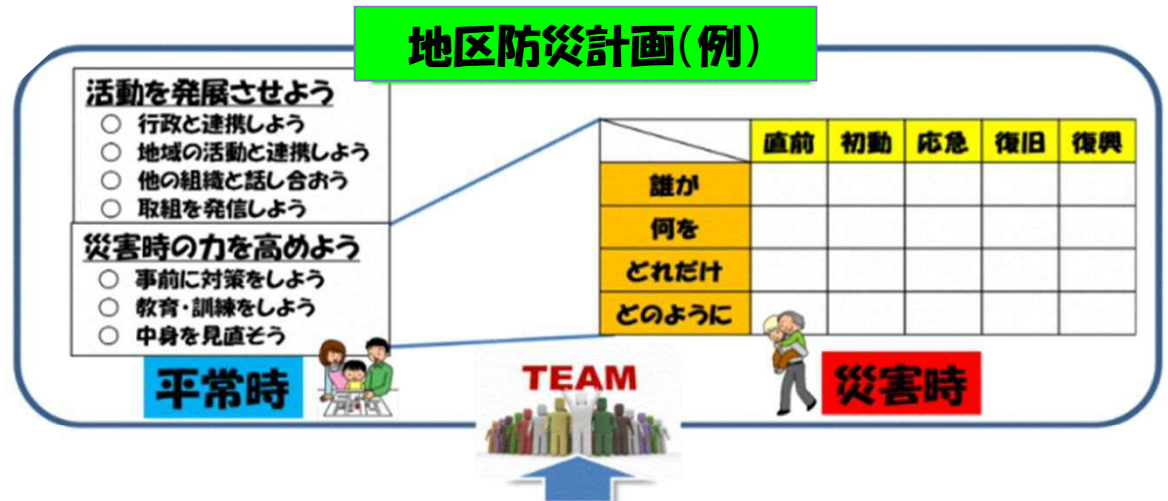 地区防災計画(例)
活動を発展させよう
○ 行政と連携しよう
○ 地域の活動と連携しよう
○ 他の組織と話し合おう
○ 取組を発信しよう
災害時の力を高めよう
○ 事前に対策をしよう
○ 教育・訓練をしよう
○ 中身を見直そう
平常時
直前 初動 応急 復旧 復興
誰が
何を
どれだけ
どのように
災害時
TEAM